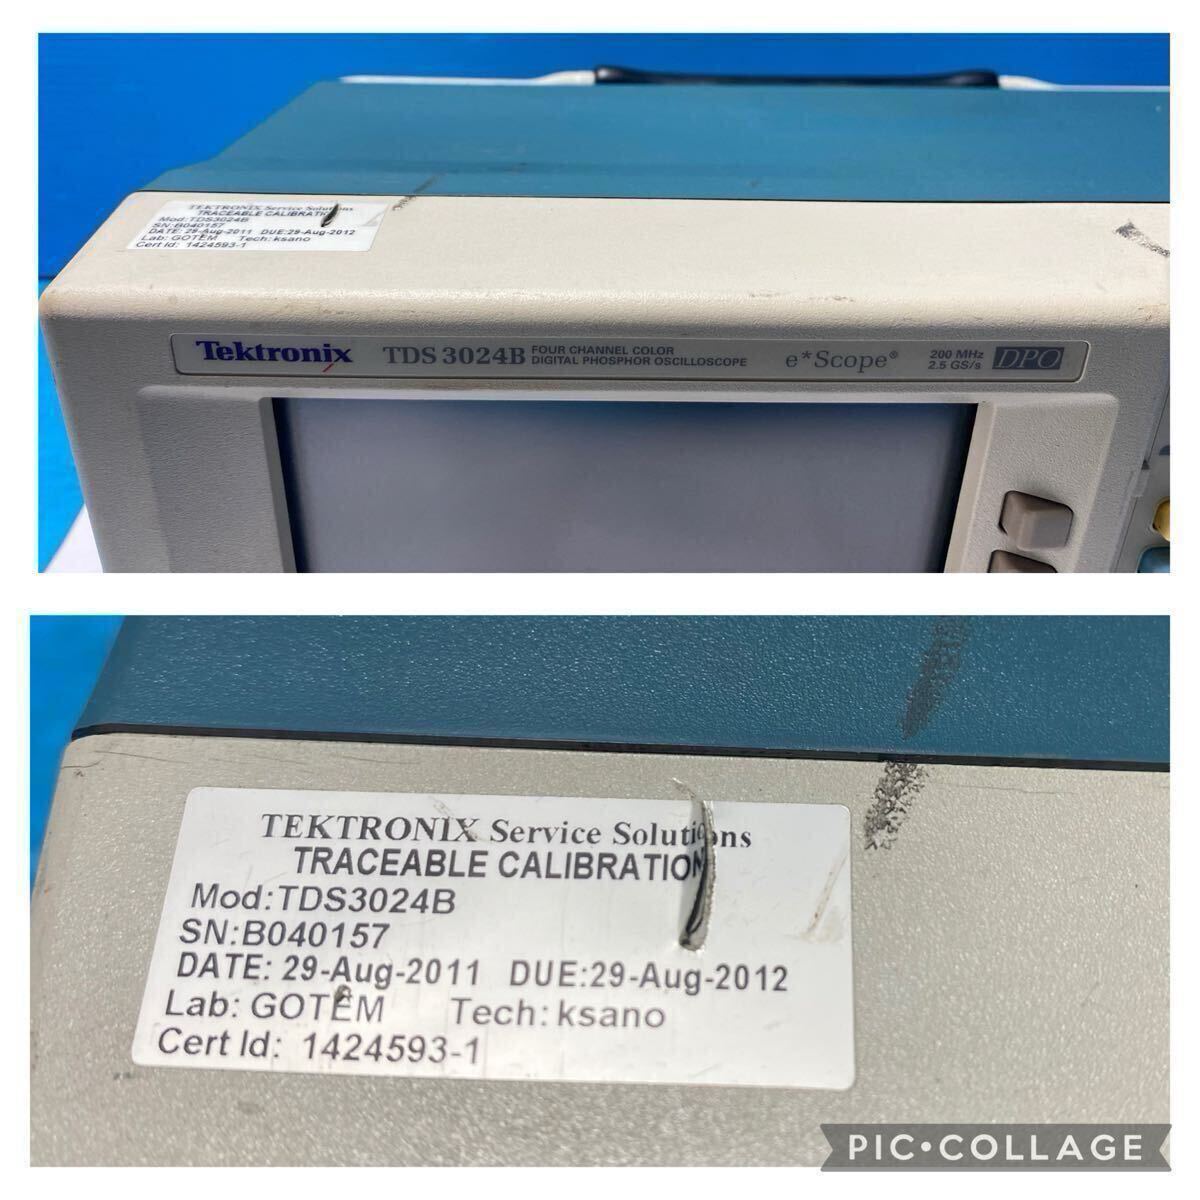 TEKTRONIX Service Solutions
TRACEABLE CALIBRATION
Mod:TDS3024B
SN:B040157
DATE: 29-Aug-2011 DUE:29-Aug-2012
Lab: GOTEM Tech:ksano
Cert Id: 1424593-1
Tektronix TDS 3024B FOUR CHANNEL COLOR
DIGITAL PHOSPHOR OSCILLOSCOPE
e*Scope® 200 MHz
2.5 GS/s DPO
TEKTRONIX Service Solutions
TRACEABLE CALIBRATION
Mod:TDS3024B
SN:B040157
DATE: 29-Aug-2011 DUE:29-Aug-2012
Lab: GOTEM Tech: ksano
Cert Id: 1424593-1
PIC•COLLAGE